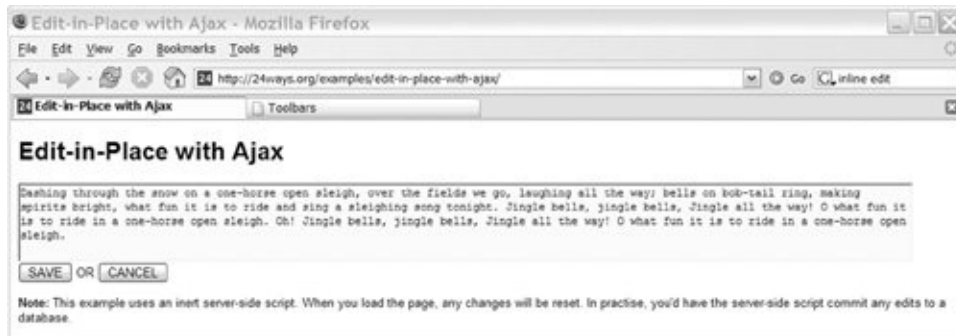 Edit-in-Place with Ajax - Mozilla Firefox
File Edit View Go Bookmarks Tools Help
24 http://24ways.org/examples/edit-in-place-with-ajax/ Go inline edit
24 Edit-in-Place with Ajax Toolbars
Edit-in-Place with Ajax
Dashing through the snow on a one-horse open sleigh, over the fields we go, laughing all the way; bells on bob-tail ring, making
spirits bright, what fun it is to ride and sing a sleighing song tonight. Jingle bells, jingle bells, Jingle all the way! O what fun it
is to ride in a one-horse open sleigh. Oh! Jingle bells, jingle bells, Jingle all the way! O what fun it is to ride in a one-horse open
sleigh.
SAVE OR CANCEL
Note: This example uses an inert server-side script. When you load the page, any changes will be reset. In practise, you'd have the server-side script commit any edits to a
database.